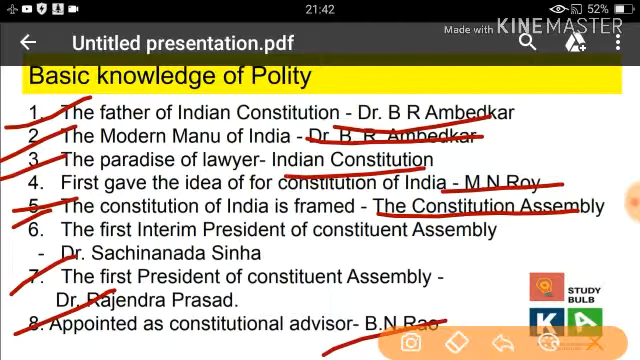 21:42
52%
Made with KINEMASTER
Untitled presentation.pdf
Basic knowledge of Polity
1. The father of Indian Constitution - Dr. B R Ambedkar
2. The Modern Manu of India - Dr. B. R. Ambedkar
3. The paradise of lawyer- Indian Constitution
4. First gave the idea of for constitution of India - M N Roy
5. The constitution of India is framed - The Constitution Assembly
6. The first Interim President of constituent Assembly
- Dr. Sachinanada Sinha
7. The first President of constituent Assembly -
Dr. Rajendra Prasad.
8. Appointed as constitutional advisor- B.N Rao
STUDY
BULB
K A